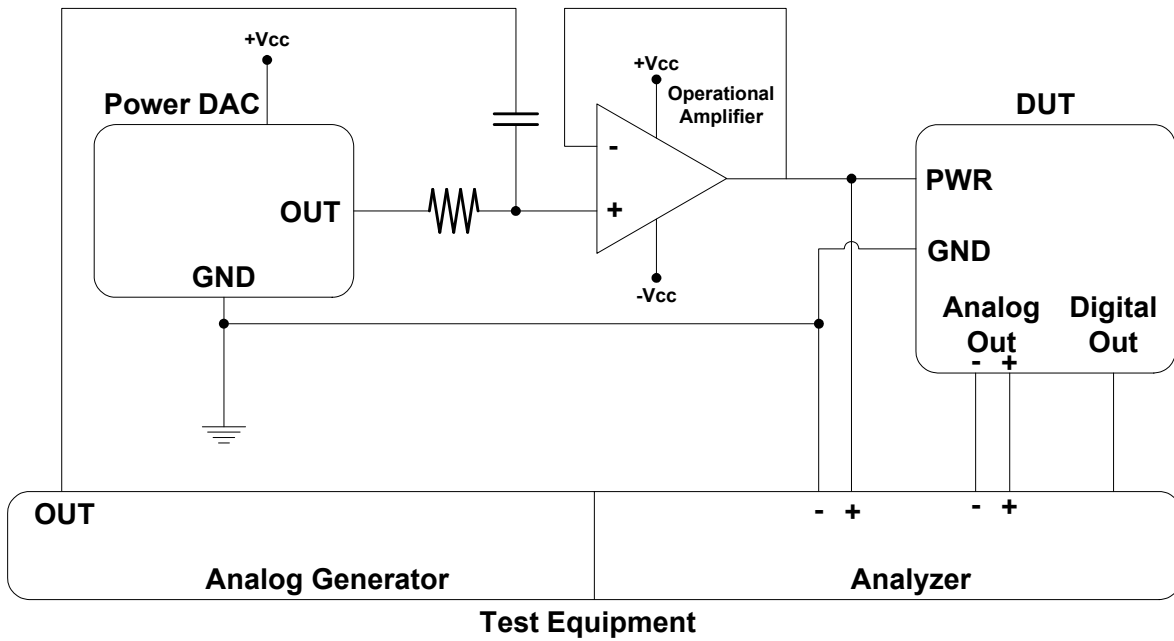 +Vcc
Power DAC
OUT
GND
+Vcc
Operational
Amplifier
-
+
-Vcc
DUT
PWR
GND
Analog
Out
- +
Digital
Out
OUT
Analog Generator
- +
- +
Analyzer
Test Equipment